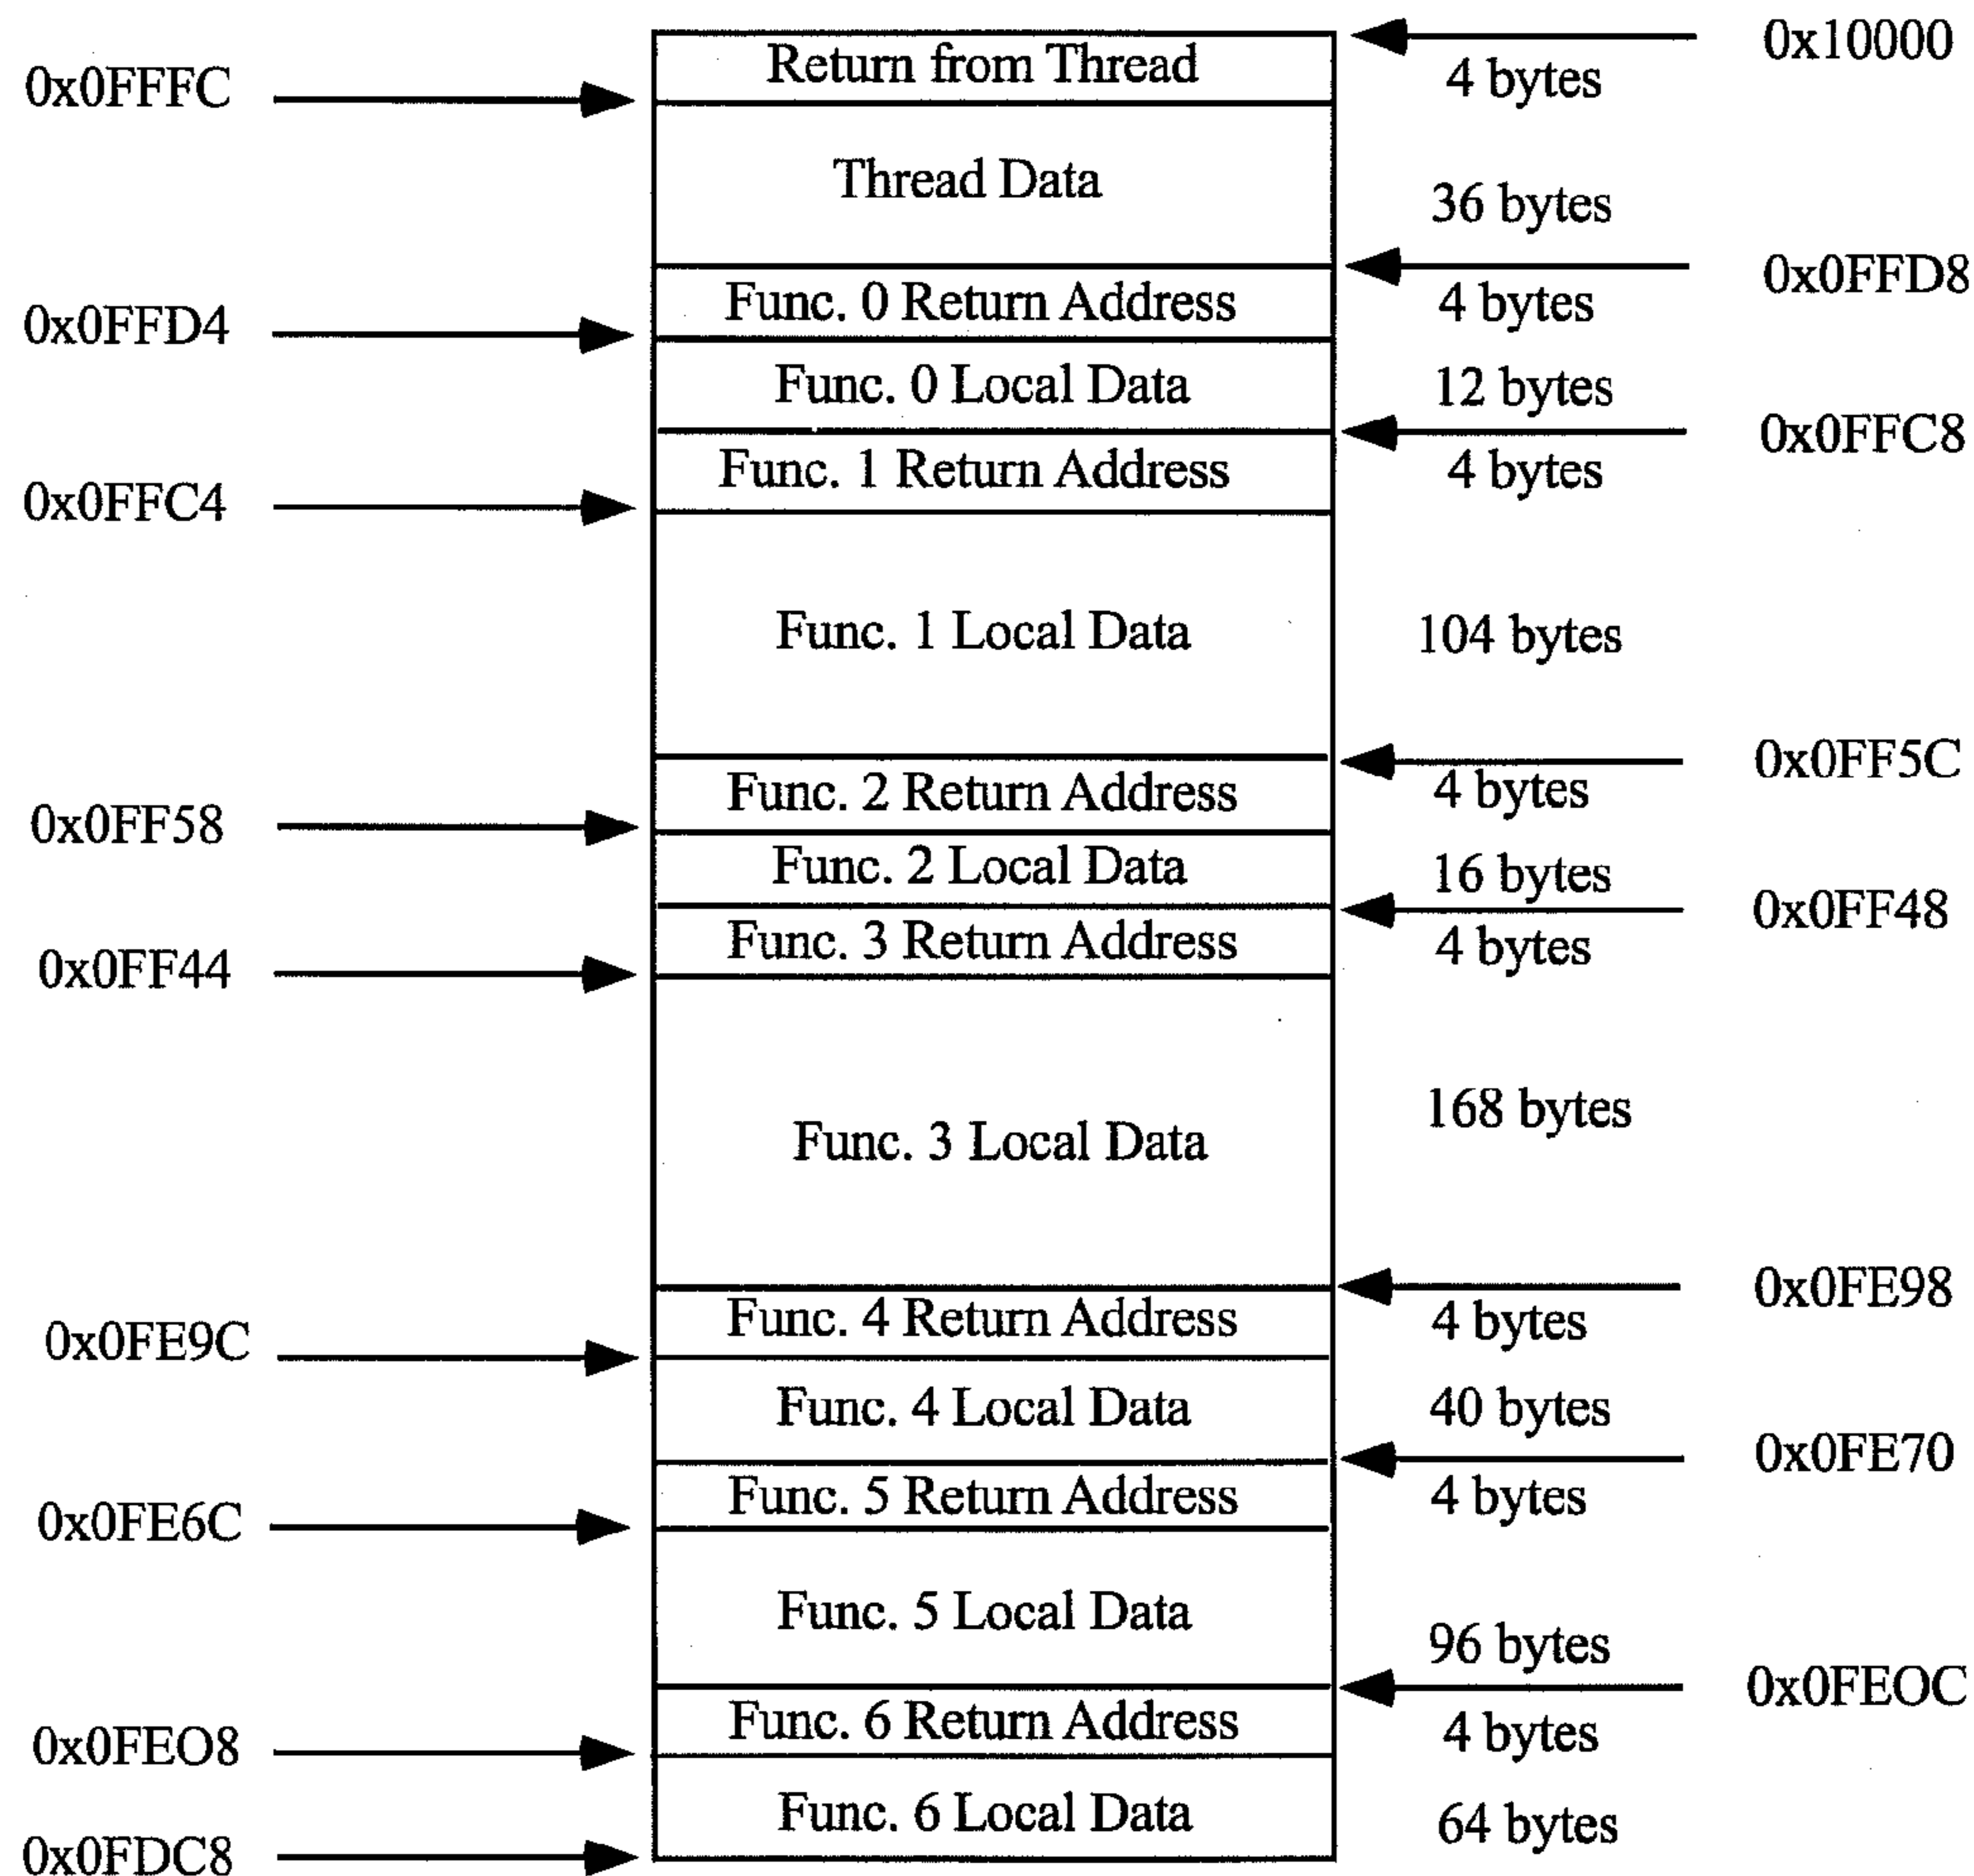 0x10000
Return from Thread
4 bytes
0x0FFFC
Thread Data
36 bytes
0x0FFD8
Func. 0 Return Address
4 bytes
0x0FFD4
Func. 0 Local Data
12 bytes
0x0FFC8
Func. 1 Return Address
4 bytes
0x0FFC4
Func. 1 Local Data
104 bytes
0x0FF5C
Func. 2 Return Address
4 bytes
0x0FF58
Func. 2 Local Data
16 bytes
0x0FF48
Func. 3 Return Address
4 bytes
0x0FF44
Func. 3 Local Data
168 bytes
0x0FE98
Func. 4 Return Address
4 bytes
0x0FE9C
Func. 4 Local Data
40 bytes
0x0FE70
Func. 5 Return Address
4 bytes
0x0FE6C
Func. 5 Local Data
96 bytes
0x0FEOC
Func. 6 Return Address
4 bytes
0x0FEO8
Func. 6 Local Data
64 bytes
0x0FDC8